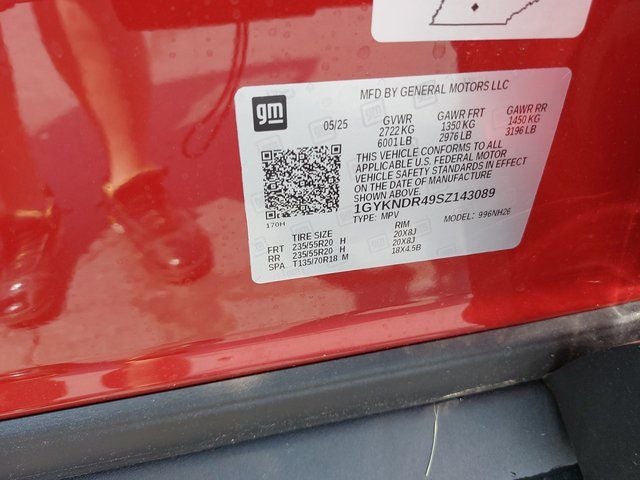 gm
MFD BY GENERAL MOTORS LLC
05/25 GVWR GAWR FRT GAWR RR
2722 KG 1350 KG 1450 KG
6001 LB 2976 LB 3196 LB
THIS VEHICLE CONFORMS TO ALL
APPLICABLE U.S. FEDERAL MOTOR
VEHICLE SAFETY STANDARDS IN EFFECT
ON THE DATE OF MANUFACTURE
SHOWN ABOVE.
1GYKNDR49SZ143089
170H
TYPE: MPV MODEL: 996NH26
TIRE SIZE RIM
FRT 235/55R20 H 20X8J
RR 235/55R20 H 20X8J
SPA T135/70R18 M 18X4.5B